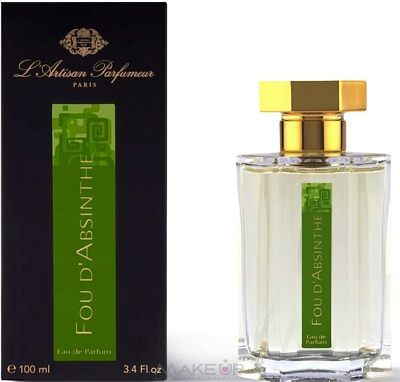 L'Artisan Parfumeur
PARIS
FOU D'ABSINTHE
Eau de Parfum
℮ 100 ml 3.4 Fl.oz
FOU D'ABSINTHE
Eau de
Parfum
MAKEUP